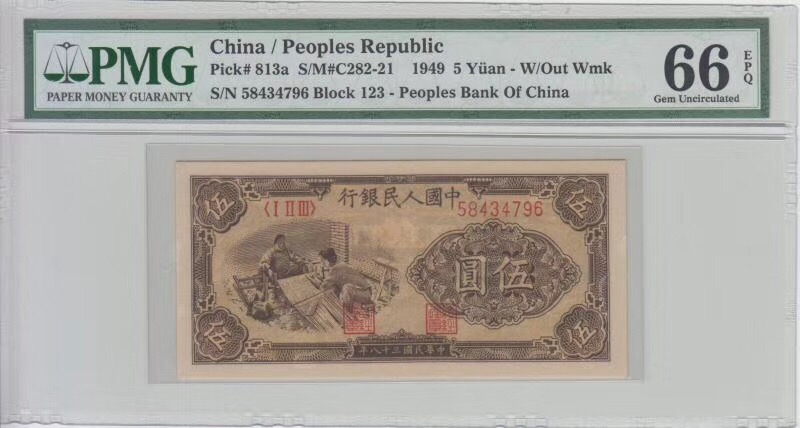 PMG
PAPER MONEY GUARANTY
China / Peoples Republic
Pick# 813a S/M#C282-21 1949 5 Yüan - W/Out Wmk
S/N 58434796 Block 123 - Peoples Bank Of China
66 EPQ
Gem Uncirculated
行銀民人國中
〈I II III〉
58434796
伍
伍
圓伍
伍
伍
年八卅國民華中